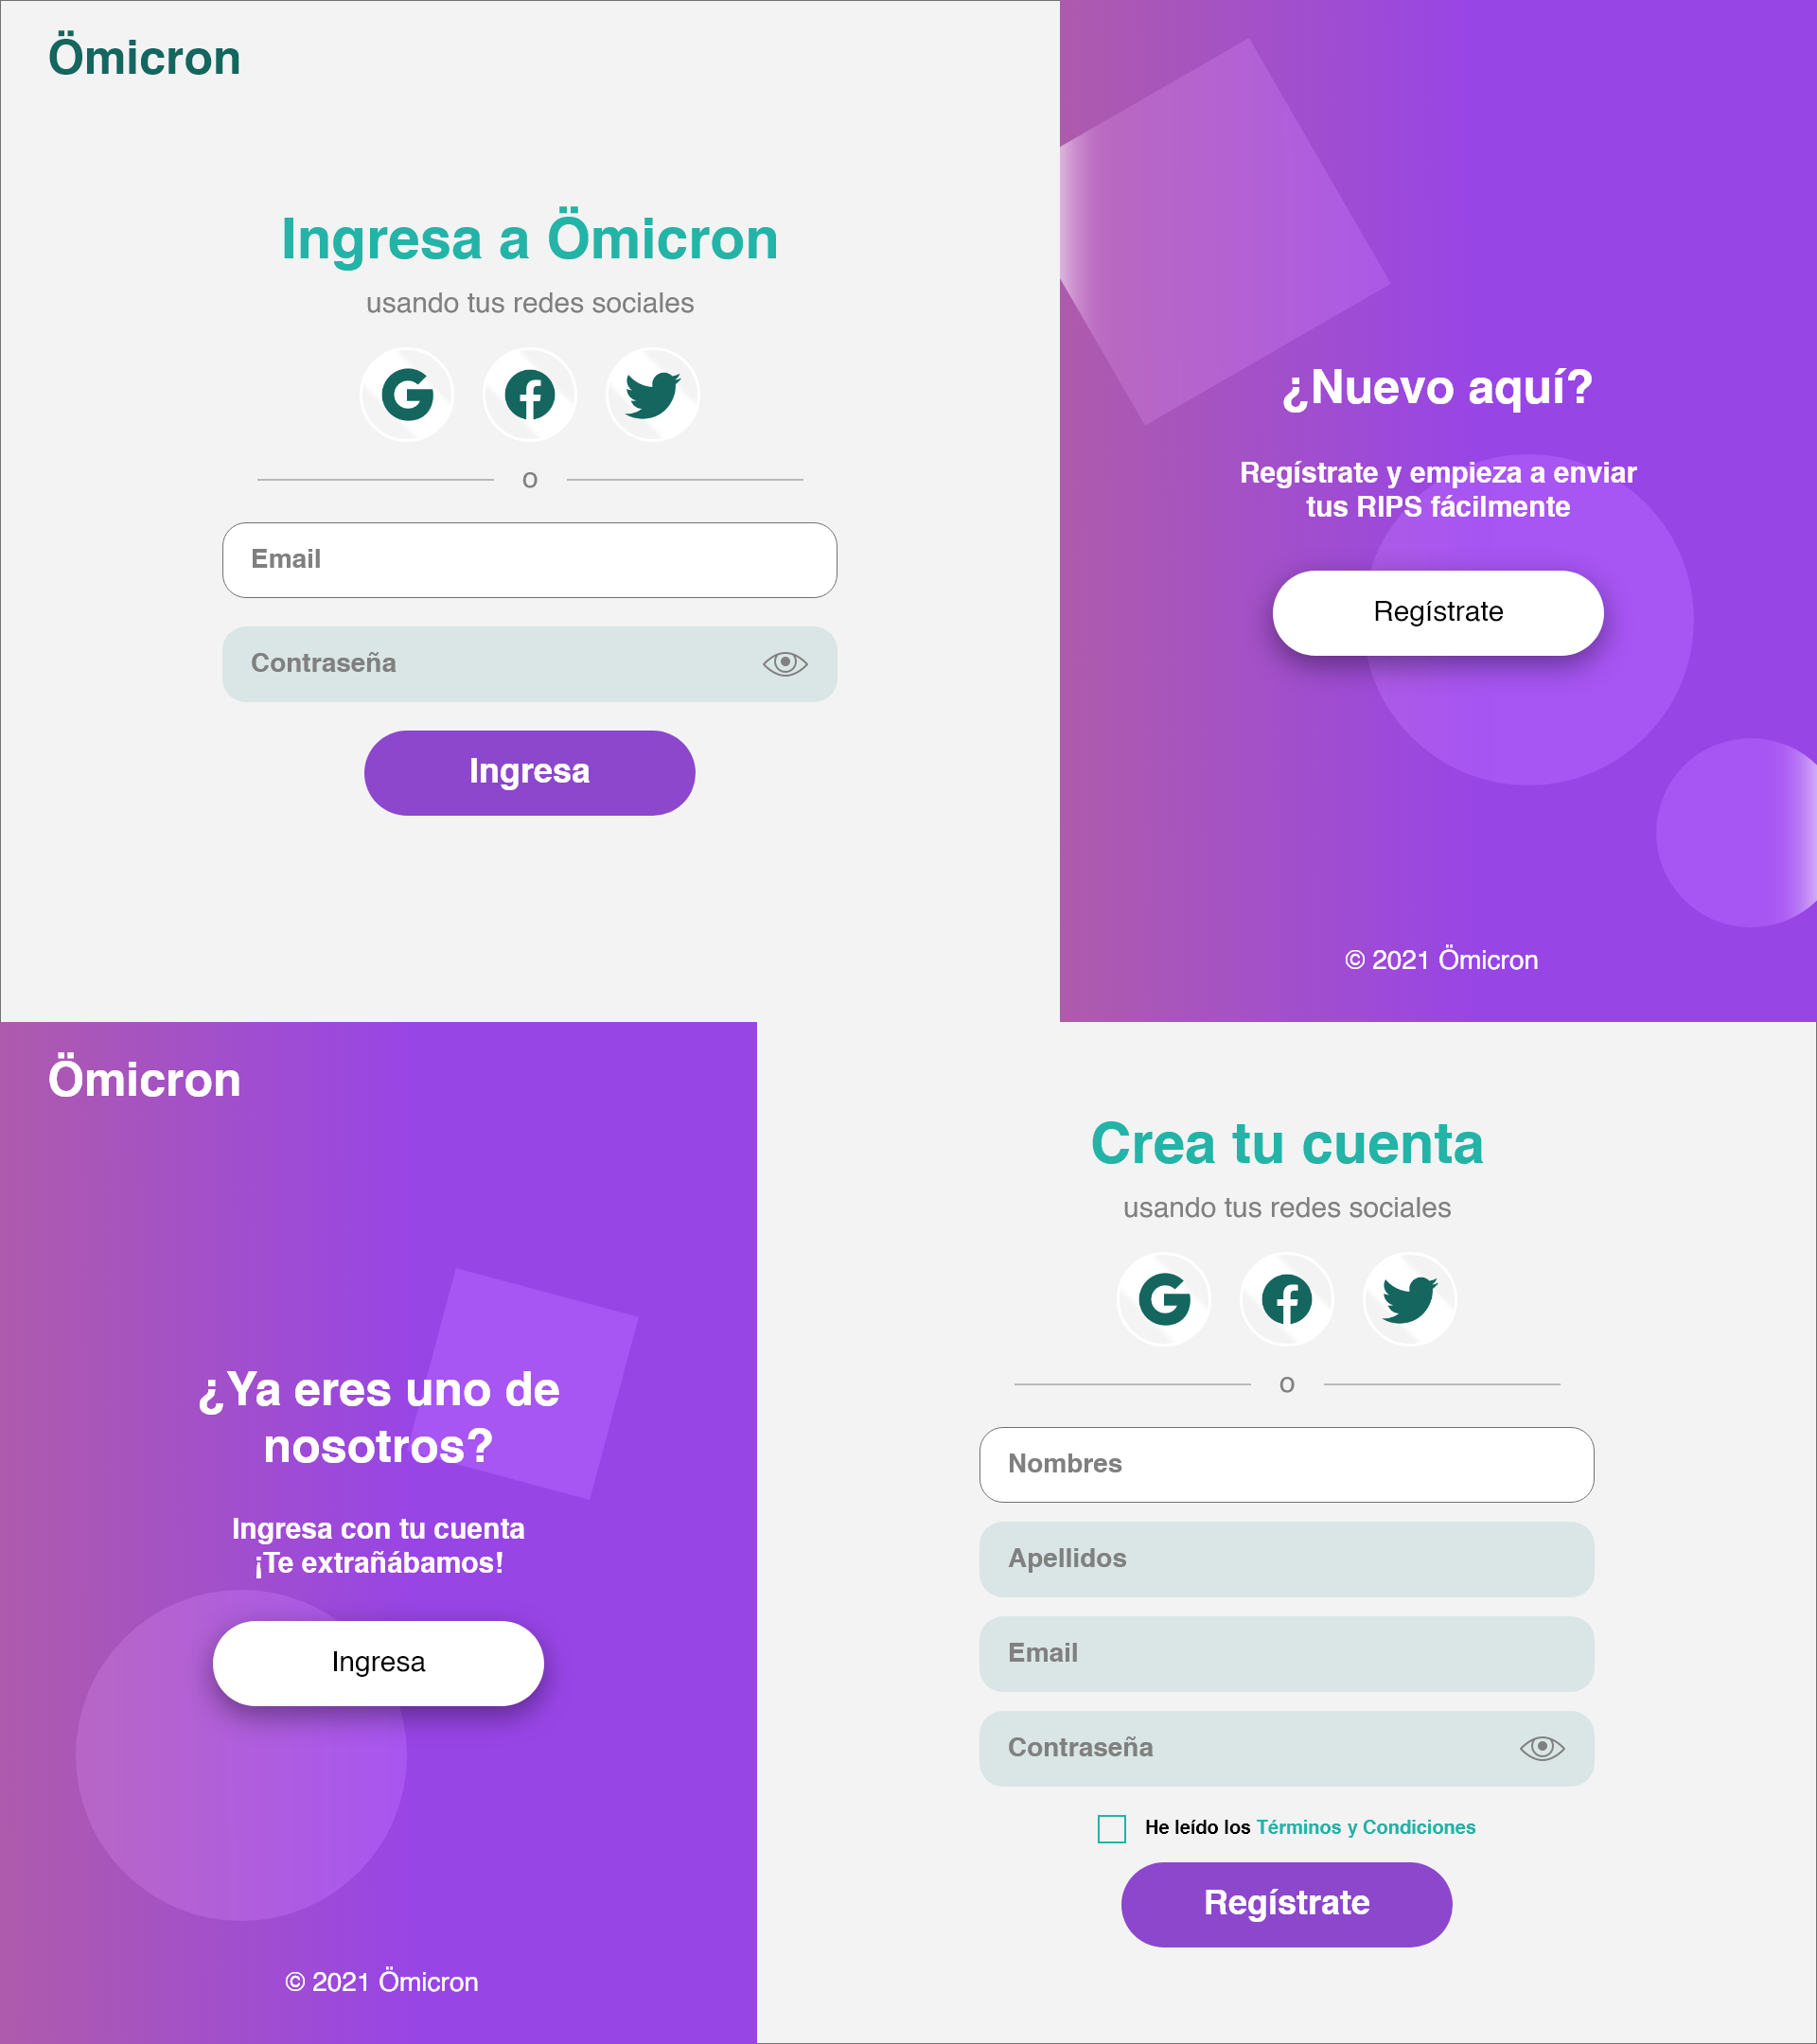 Ömicron
Ingresa a Ömicron
usando tus redes sociales
o
Email
Contraseña
Ingresa
¿Nuevo aquí?
Regístrate y empieza a enviar
tus RIPS fácilmente
Regístrate
© 2021 Ömicron
Ömicron
¿Ya eres uno de
nosotros?
Ingresa con tu cuenta
¡Te extrañábamos!
Ingresa
© 2021 Ömicron
Crea tu cuenta
usando tus redes sociales
o
Nombres
Apellidos
Email
Contraseña
He leído los Términos y Condiciones
Regístrate